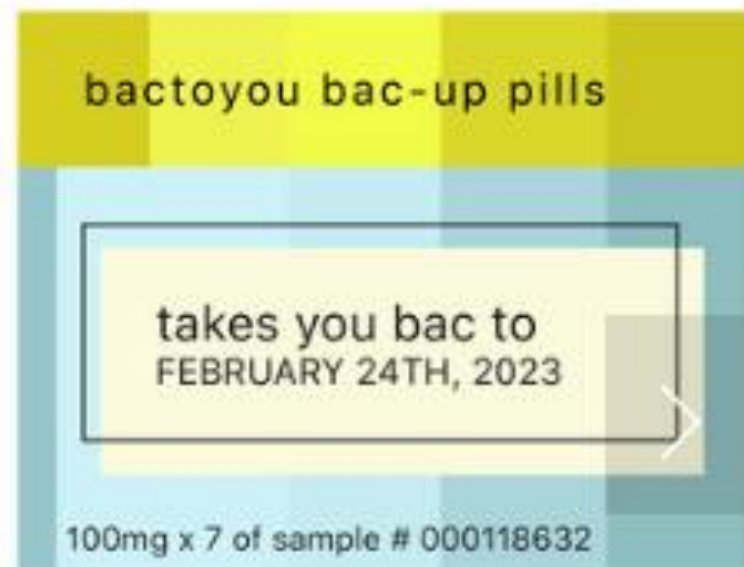 bactoyou bac-up pills
takes you bac to
FEBRUARY 24TH, 2023
100mg x 7 of sample # 000118632